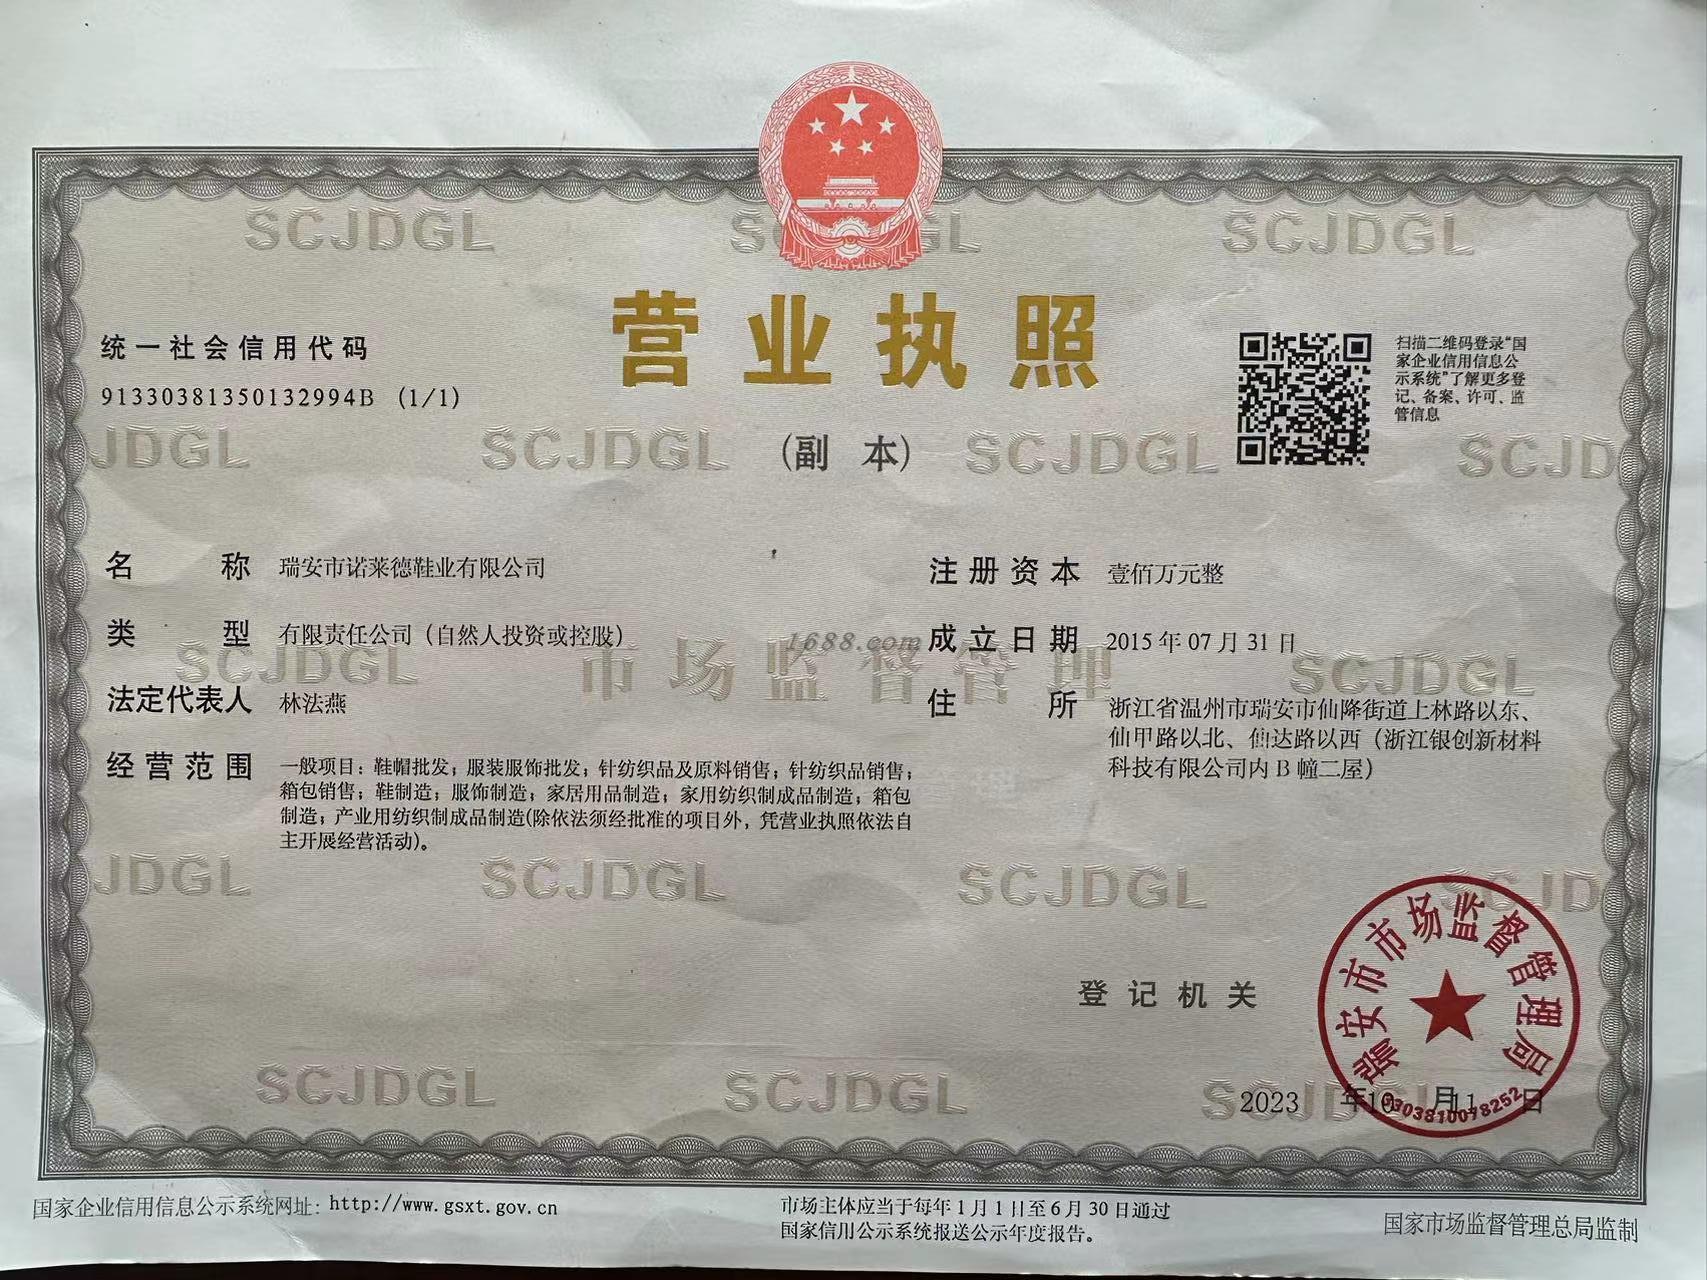 SCJDGL
SCJDGL
营业执照
(副 本)
统一社会信用代码
91330381350132994B (1/1)
扫描二维码登录“国
家企业信用信息公
示系统”了解更多登
记、备案、许可、监
管信息
JDGL SCJDGL SCJDGL SCJD
名称 瑞安市诺莱德鞋业有限公司
类型 有限责任公司（自然人投资或控股）
法定代表人 林法燕
经营范围 一般项目：鞋帽批发；服装服饰批发；针纺织品及原料销售；针纺织品销售；
箱包销售；鞋制造；服饰制造；家居用品制造；家用纺织制成品制造；箱包
制造；产业用纺织制成品制造(除依法须经批准的项目外，凭营业执照依法自
主开展经营活动)。
注册资本 壹佰万元整
成立日期 2015年07月31日
住所 浙江省温州市瑞安市仙降街道上林路以东、
仙甲路以北、仙达路以西（浙江银创新材料
科技有限公司内B幢二屋）
1688.com
SCJDGL 市场监督管理 SCJDGL
JDGL SCJDGL SCJDGL SCJD
登记机关
瑞安市市场监督管理局
3303810078252
2023 年10 月11 日
SCJDGL SCJDGL SCJDGL
国家企业信用信息公示系统网址：http://www.gsxt.gov.cn
市场主体应当于每年1月1日至6月30日通过
国家信用公示系统报送公示年度报告。
国家市场监督管理总局监制